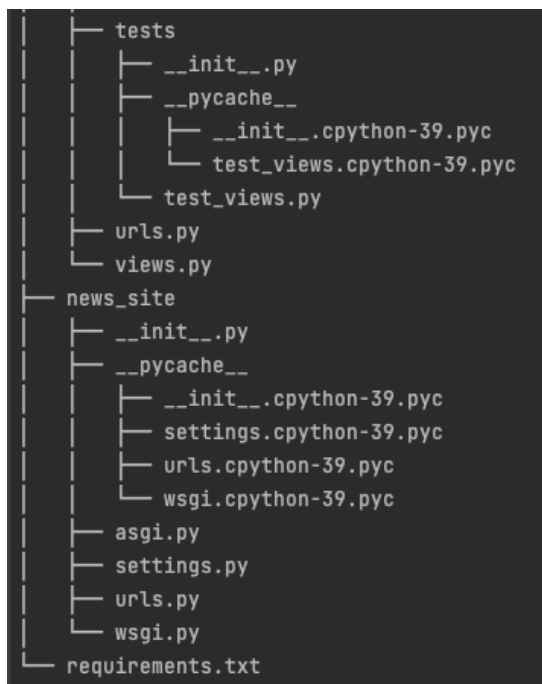 │   ├── tests
│   │   ├── __init__.py
│   │   ├── __pycache__
│   │   │   ├── __init__.cpython-39.pyc
│   │   │   └── test_views.cpython-39.pyc
│   │   └── test_views.py
│   ├── urls.py
│   └── views.py
├── news_site
│   ├── __init__.py
│   ├── __pycache__
│   │   ├── __init__.cpython-39.pyc
│   │   ├── settings.cpython-39.pyc
│   │   ├── urls.cpython-39.pyc
│   │   └── wsgi.cpython-39.pyc
│   ├── asgi.py
│   ├── settings.py
│   ├── urls.py
│   └── wsgi.py
└── requirements.txt